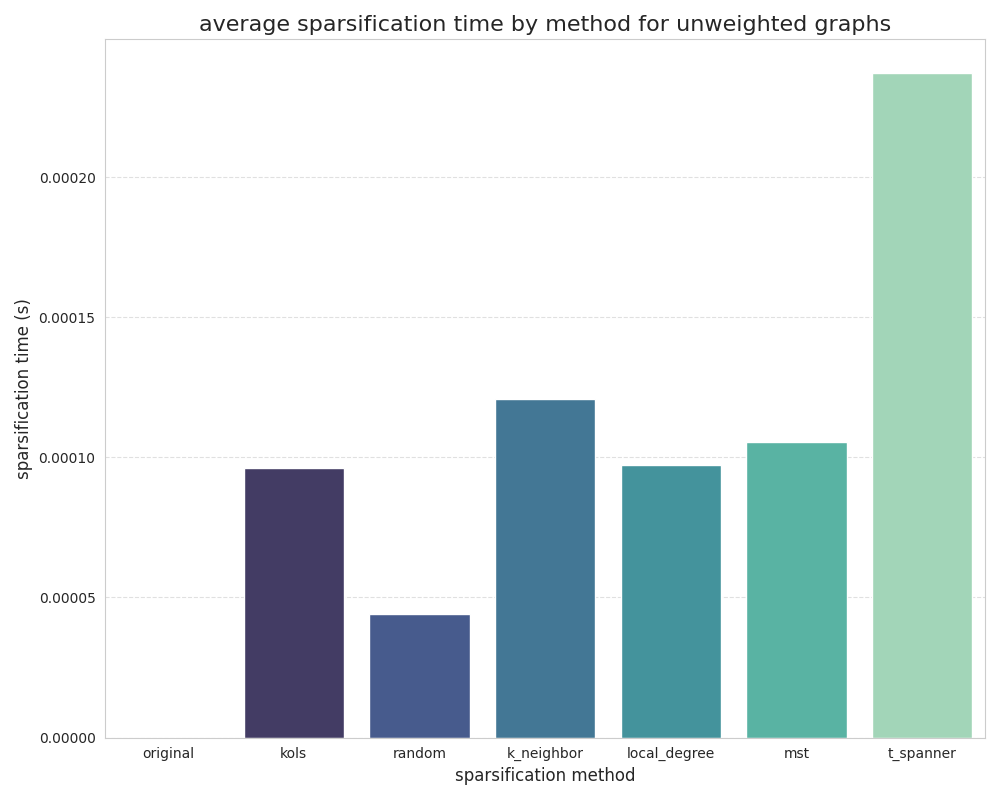 average sparsification time by method for unweighted graphs
sparsification time (s)
0.00020
0.00015
0.00010
0.00005
0.00000
original kols random k_neighbor local_degree mst t_spanner
sparsification method